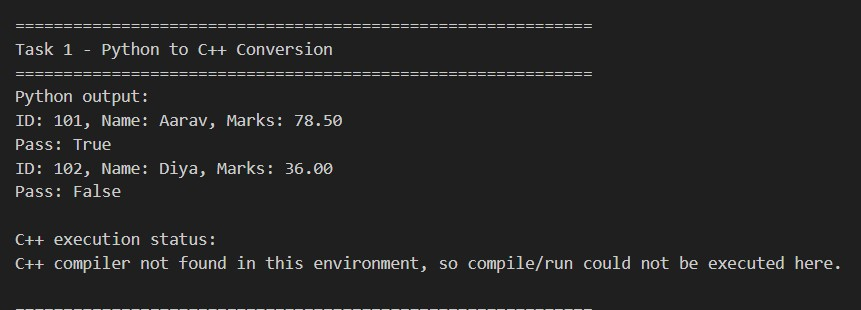 ============================================================
Task 1 - Python to C++ Conversion
============================================================
Python output:
ID: 101, Name: Aarav, Marks: 78.50
Pass: True
ID: 102, Name: Diya, Marks: 36.00
Pass: False
C++ execution status:
C++ compiler not found in this environment, so compile/run could not be executed here.
============================================================